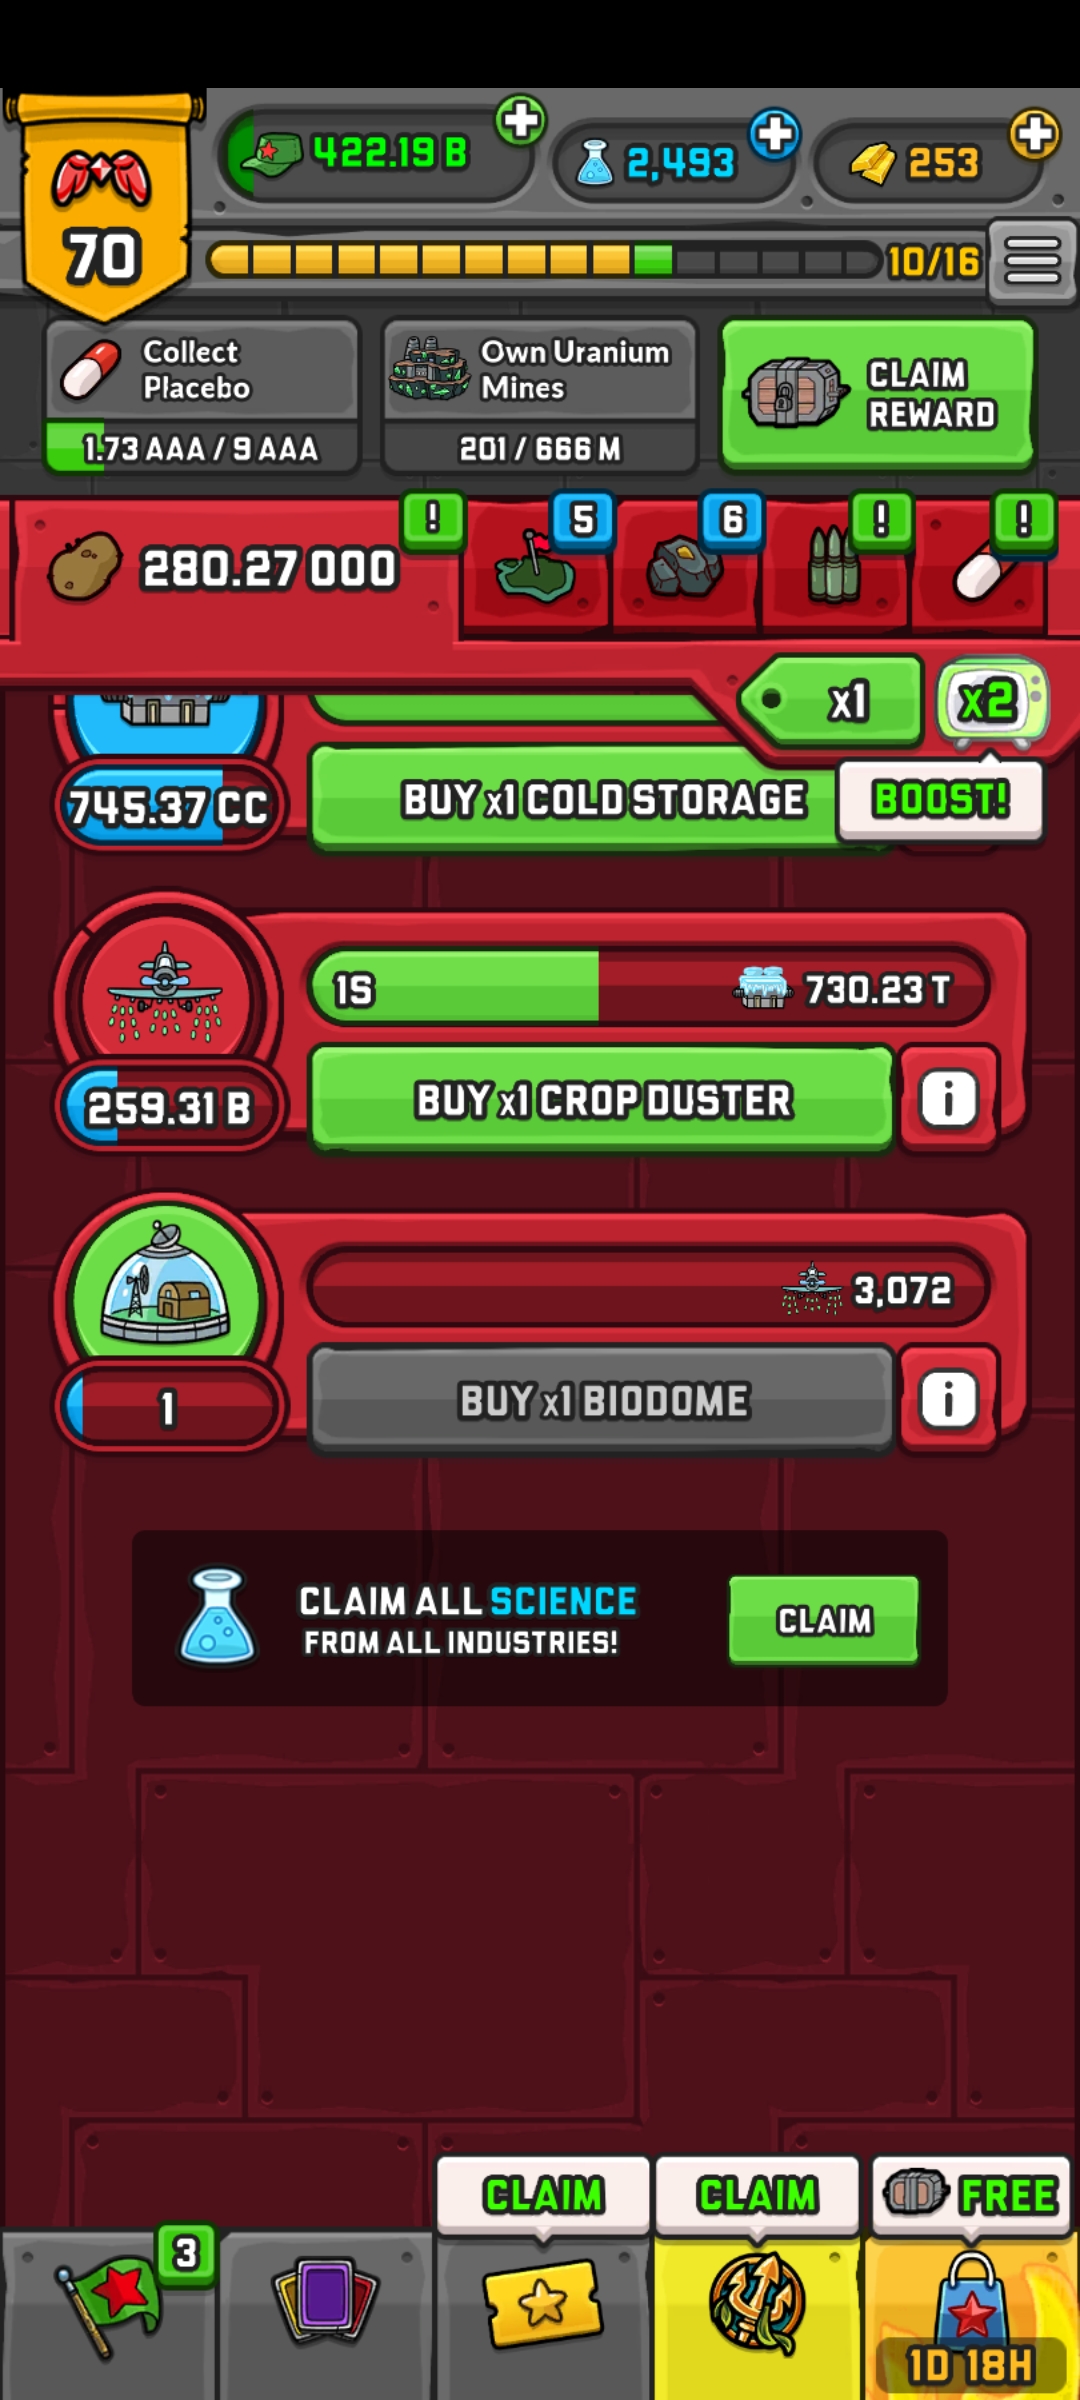 422.19 B
2,493
253
70
10/16
Collect
Placebo
1.73 AAA / 9 AAA
Own Uranium
Mines
201 / 666 M
CLAIM
REWARD
280.27 000
!
5
6
!
!
x1
x2
BOOST!
745.37 CC
BUY x1 COLD STORAGE
1S
730.23 T
259.31 B
BUY x1 CROP DUSTER
i
3,072
1
BUY x1 BIODOME
i
CLAIM ALL SCIENCE
FROM ALL INDUSTRIES!
CLAIM
CLAIM
CLAIM
FREE
3
1D 18H